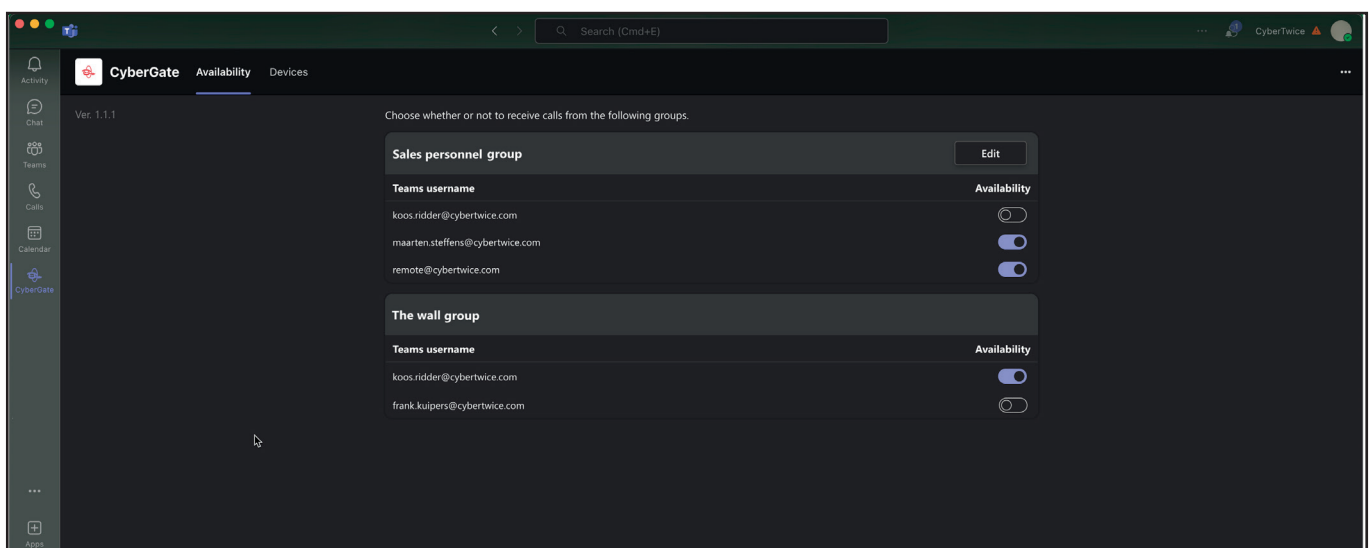 Search (Cmd+E)
1
CyberTwice
Activity
CyberGate Availability Devices
Chat
Ver. 1.1.1
Choose whether or not to receive calls from the following groups.
Teams
Sales personnel group Edit
Calls
Teams username Availability
koos.ridder@cybertwice.com
Calendar
maarten.steffens@cybertwice.com
remote@cybertwice.com
CyberGate
The wall group
Teams username Availability
koos.ridder@cybertwice.com
frank.kuipers@cybertwice.com
Apps